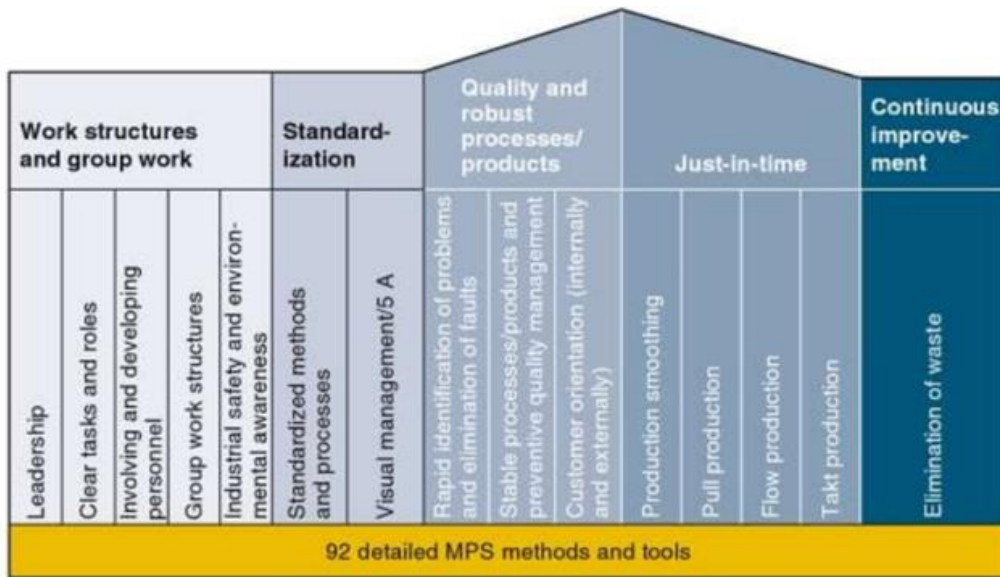 Work structures
and group work
Standard-
ization
Quality and
robust
processes/
products
Just-in-time
Continuous
improve-
ment
Leadership
Clear tasks and roles
Involving and developing
personnel
Group work structures
Industrial safety and environ-
mental awareness
Standardized methods
and processes
Visual management/5 A
Rapid identification of problems
and elimination of faults
Stable processes/products and
preventive quality management
Customer orientation (internally
and externally)
Production smoothing
Pull production
Flow production
Takt production
Elimination of waste
92 detailed MPS methods and tools